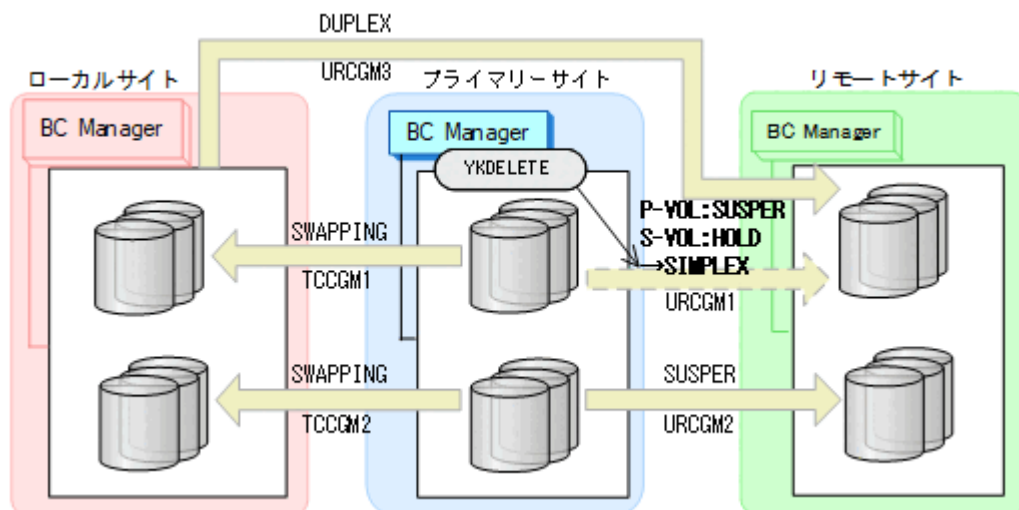 DUPLEX
URCGM3
ローカルサイト
プライマリーサイト
リモートサイト
BC Manager
BC Manager
BC Manager
YKDELETE
P-VOL:SUSPER
S-VOL:HOLD
→SIMPLEX
SWAPPING
TCCGM1
URCGM1
SWAPPING
TCCGM2
SUSPER
URCGM2